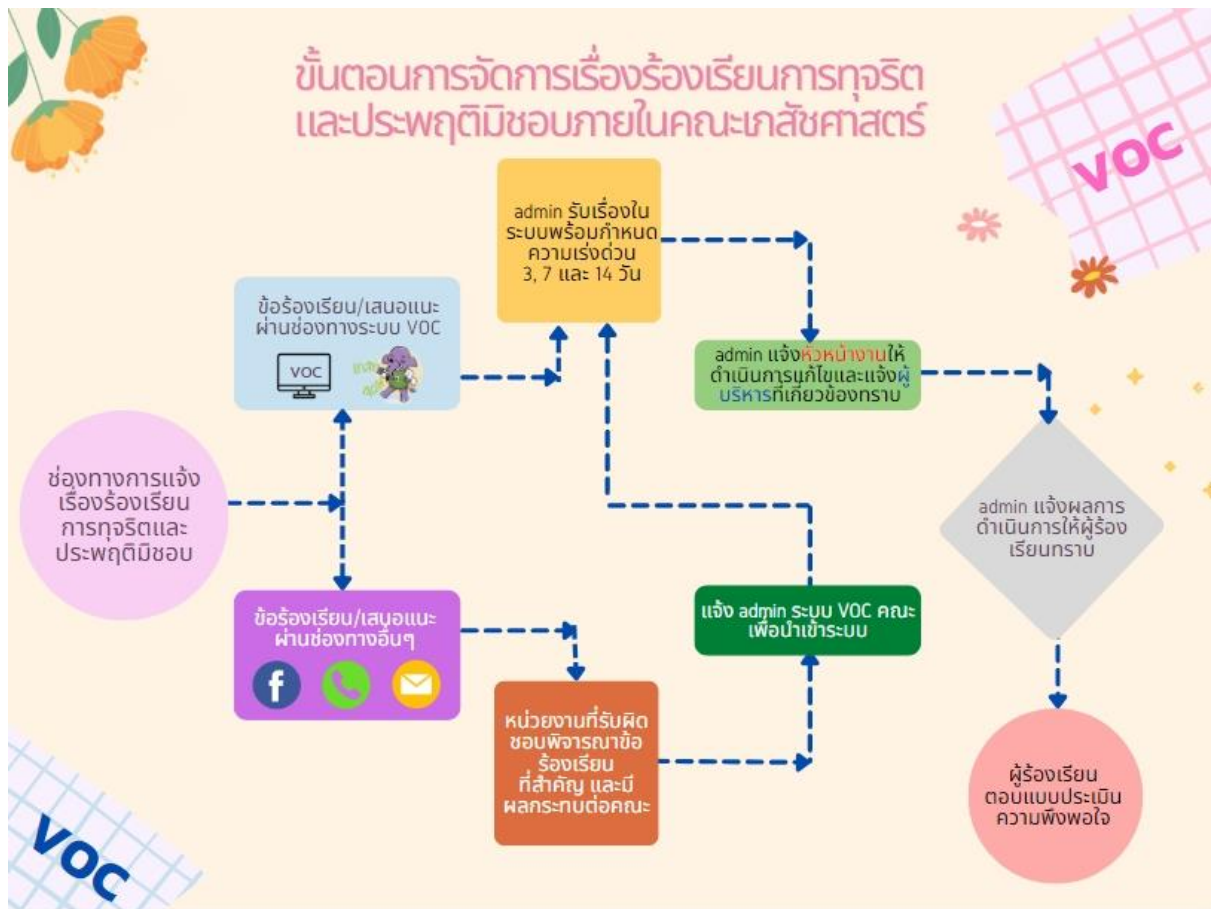 ขั้นตอนการจัดการเรื่องร้องเรียนการทุจริต
และประพฤติมิชอบภายในคณะเภสัชศาสตร์
VOC
admin รับเรื่องใน
ระบบพร้อมกำหนด
ความเร่งด่วน
3, 7 และ 14 วัน
ข้อร้องเรียน/เสนอแนะ
ผ่านช่องทางระบบ VOC
VOC
admin แจ้งหัวหน้างานให้
ดำเนินการแก้ไขและแจ้งผู้
บริหารที่เกี่ยวข้องทราบ
ช่องทางการแจ้ง
เรื่องร้องเรียน
การทุจริตและ
ประพฤติมิชอบ
admin แจ้งผลการ
ดำเนินการให้ผู้ร้อง
เรียนทราบ
ข้อร้องเรียน/เสนอแนะ
ผ่านช่องทางอื่นๆ
f
แจ้ง admin ระบบ VOC คณะ
เพื่อนำเข้าระบบ
หน่วยงานที่รับผิด
ชอบพิจารณาข้อ
ร้องเรียน
ที่สำคัญ และมี
ผลกระทบต่อคณะ
ผู้ร้องเรียน
ตอบแบบประเมิน
ความพึงพอใจ
VOC